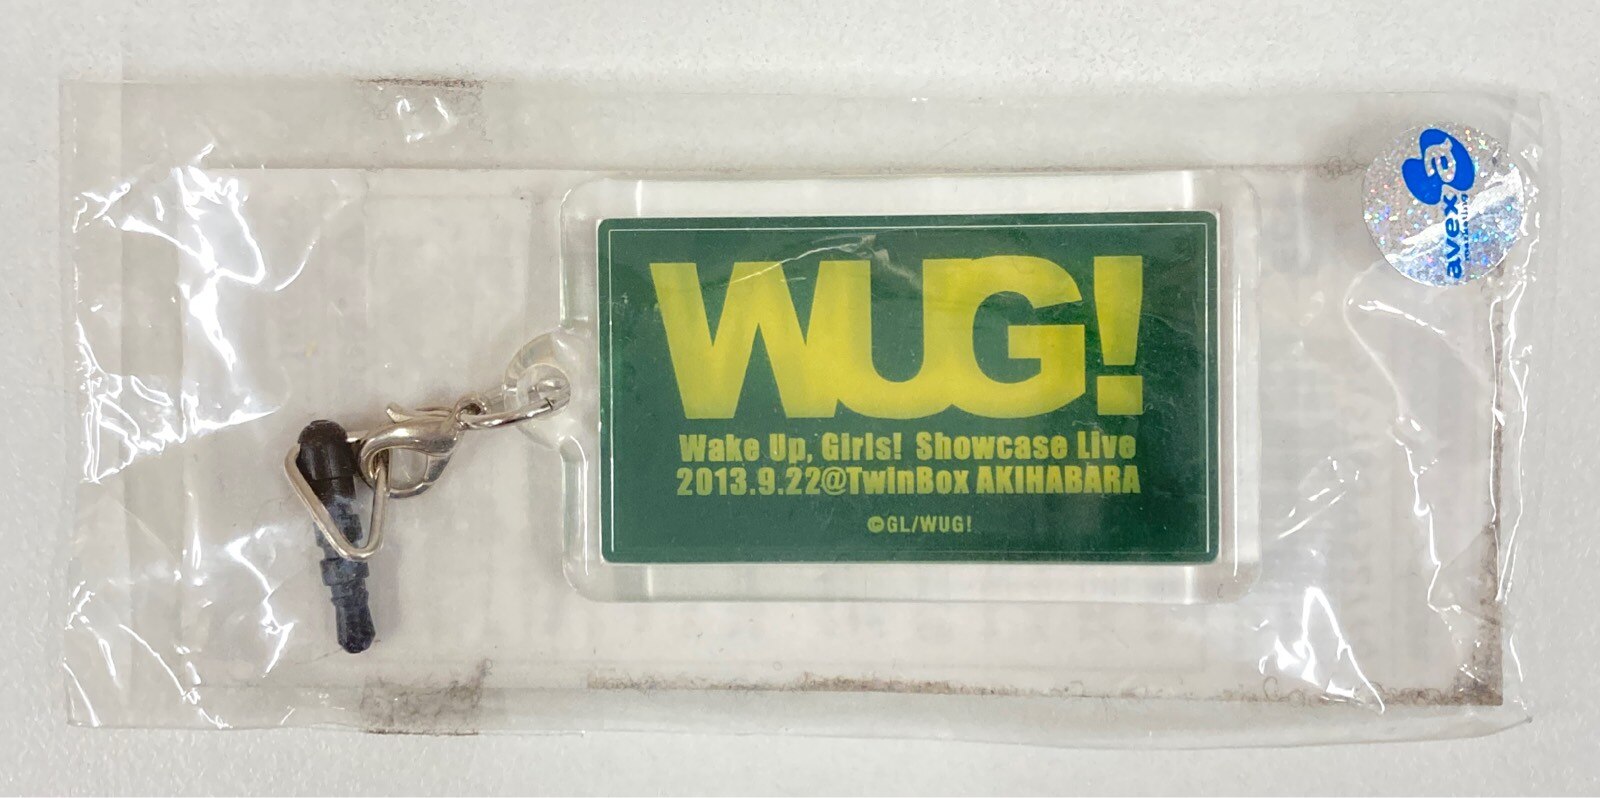 WUG!
Wake Up, Girls! Showcase Live
2013.9.22@TwinBox AKIHABARA
©GL/WUG!
a
avex